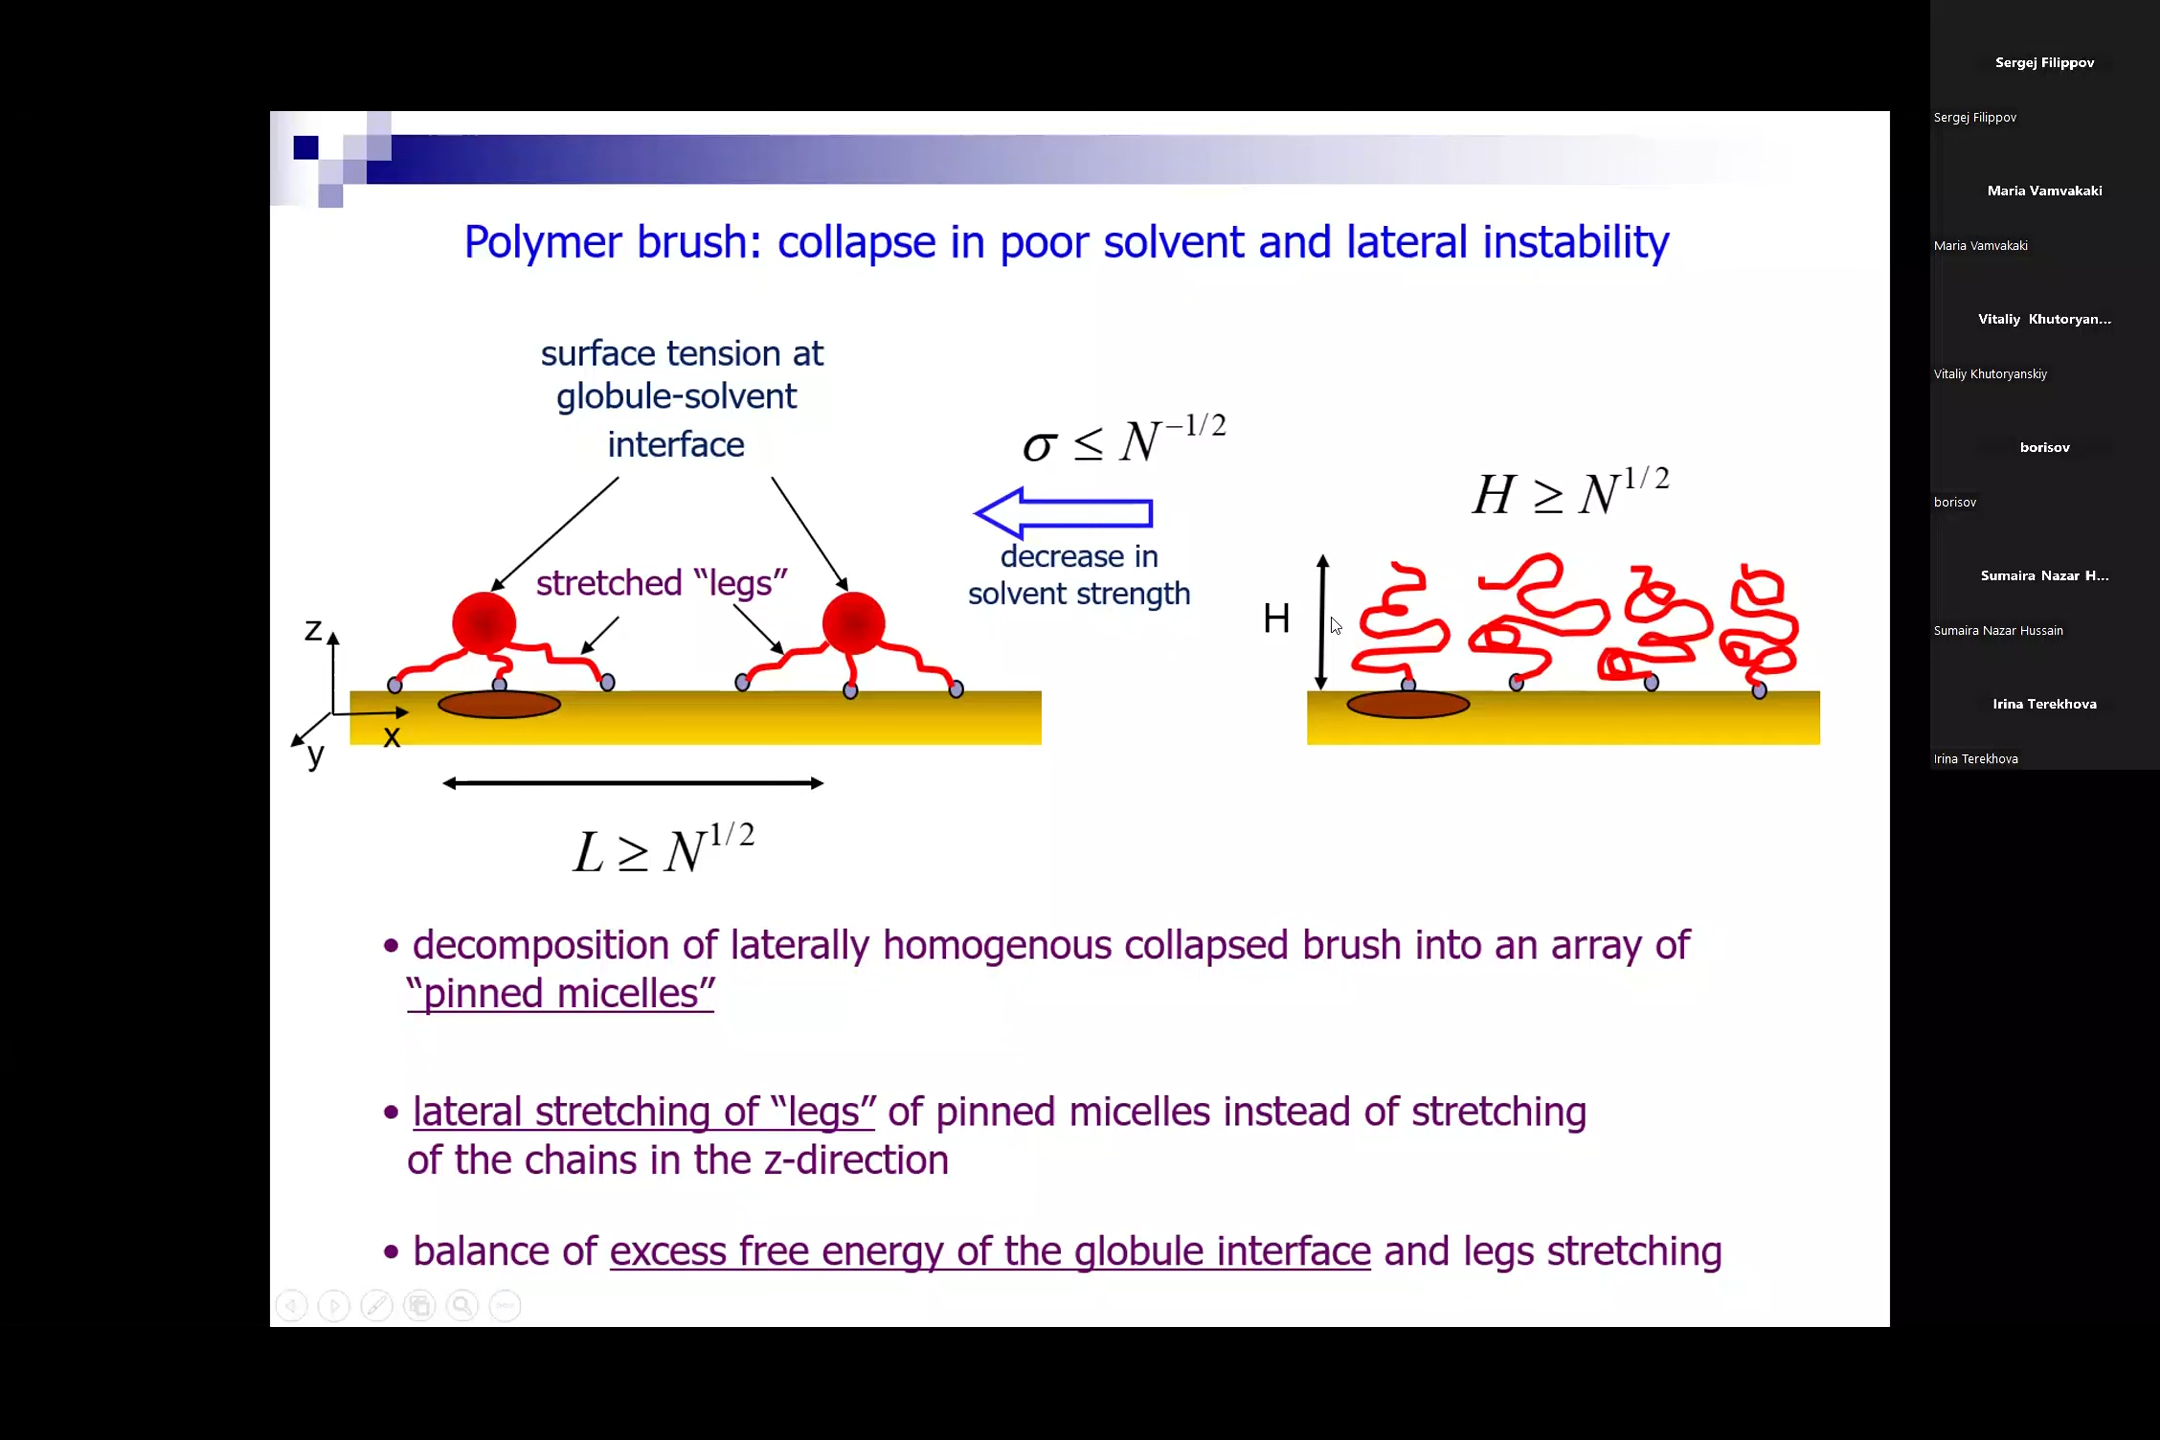 Polymer brush: collapse in poor solvent and lateral instability
surface tension at
globule-solvent
interface
σ ≤ N^{-1/2}
H ≥ N^{1/2}
decrease in
solvent strength
stretched “legs”
H
z
x
y
L ≥ N^{1/2}
• decomposition of laterally homogenous collapsed brush into an array of
“pinned micelles”
• lateral stretching of “legs” of pinned micelles instead of stretching
of the chains in the z-direction
• balance of excess free energy of the globule interface and legs stretching
Sergej Filippov
Sergej Filippov
Maria Vamvakaki
Maria Vamvakaki
Vitaliy Khutoryan...
Vitaliy Khutoryanskiy
borisov
borisov
Sumaira Nazar H...
Sumaira Nazar Hussain
Irina Terekhova
Irina Terekhova